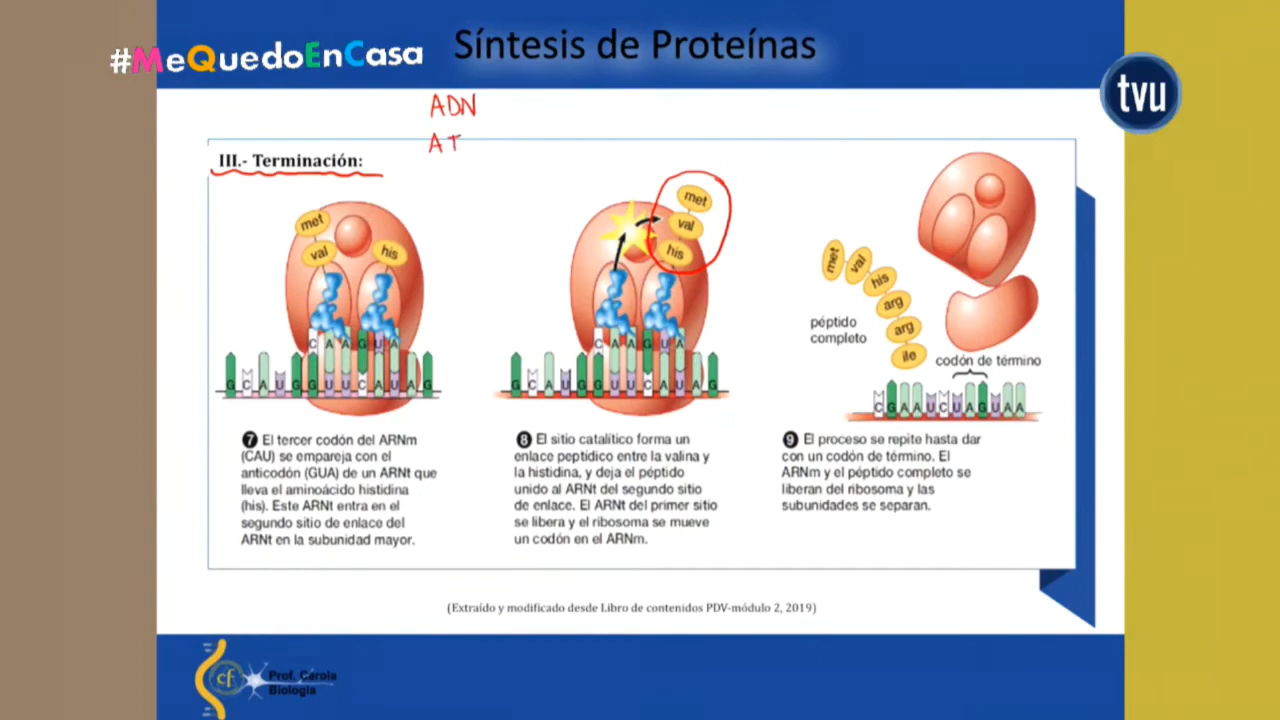 #MeQuedoEnCasa
Síntesis de Proteínas
tvu
ADN
AT
III.- Terminación:
met
val
his
C A A G U A
G C A U G G U U C A U A G
7 El tercer codón del ARNm
(CAU) se empareja con el
anticodón (GUA) de un ARNt que
lleva el aminoácido histidina
(his). Este ARNt entra en el
segundo sitio de enlace del
ARNt en la subunidad mayor.
met
val
his
C A A G U A
G C A U G G U U C A U A G
8 El sitio catalítico forma un
enlace peptídico entre la valina y
la histidina, y deja el péptido
unido al ARNt del segundo sitio
de enlace. El ARNt del primer sitio
se libera y el ribosoma se mueve
un codón en el ARNm.
met
val
his
arg
arg
ile
péptido
completo
codón de término
C G A A U C U A G U A A
9 El proceso se repite hasta dar
con un codón de término. El
ARNm y el péptido completo se
liberan del ribosoma y las
subunidades se separan.
(Extraído y modificado desde Libro de contenidos PDV-módulo 2, 2019)
cf
Prof. Carola
Biología